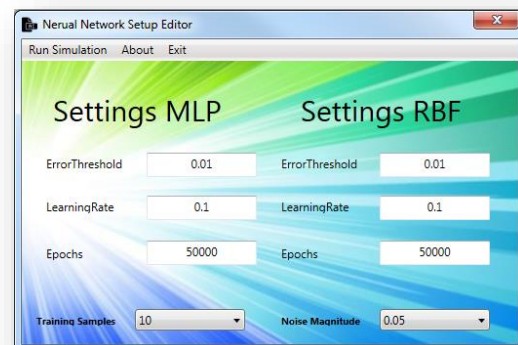 Nerual Network Setup Editor
Run Simulation About Exit
Settings MLP Settings RBF
ErrorThreshold 0.01 ErrorThreshold 0.01
LearningRate 0.1 LearningRate 0.1
Epochs 50000 Epochs 50000
Training Samples 10 Noise Magnitude 0.05